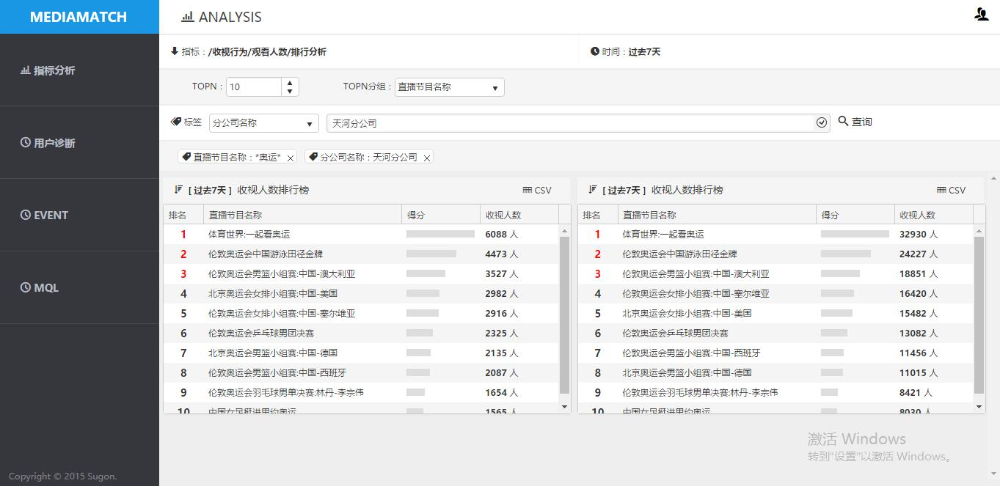 MEDIAMATCH
ANALYSIS
指标：/收视行为/观看人数/排行分析
时间：过去7天
指标分析
TOPN：
10
TOPN分组：
直播节目名称
标签
分公司名称
天河分公司
查询
用户诊断
直播节目名称：*奥运*
分公司名称：天河分公司
[ 过去7天 ] 收视人数排行榜
CSV
排名 直播节目名称 得分 收视人数
1 体育世界:一起看奥运 6088 人
2 伦敦奥运会中国游泳田径金牌 4473 人
3 伦敦奥运会男篮小组赛:中国-澳大利亚 3527 人
4 北京奥运会女排小组赛:中国-美国 2982 人
5 伦敦奥运会女排小组赛:中国-塞尔维亚 2916 人
6 伦敦奥运会乒乓球男团决赛 2325 人
7 北京奥运会男篮小组赛:中国-德国 2135 人
8 伦敦奥运会男篮小组赛:中国-西班牙 2087 人
9 伦敦奥运会羽毛球男单决赛:林丹-李宗伟 1654 人
10 中国女足挺进里约奥运 1565 人
[ 过去7天 ] 收视人数排行榜
CSV
排名 直播节目名称 得分 收视人数
1 体育世界:一起看奥运 32930 人
2 伦敦奥运会中国游泳田径金牌 24227 人
3 伦敦奥运会男篮小组赛:中国-澳大利亚 18851 人
4 伦敦奥运会女排小组赛:中国-塞尔维亚 16420 人
5 北京奥运会女排小组赛:中国-美国 15482 人
6 伦敦奥运会乒乓球男团决赛 13082 人
7 伦敦奥运会男篮小组赛:中国-西班牙 11456 人
8 北京奥运会男篮小组赛:中国-德国 11015 人
9 伦敦奥运会羽毛球男单决赛:林丹-李宗伟 8421 人
10 中国女足挺进里约奥运 8030 人
EVENT
MQL
激活 Windows
转到"设置"以激活 Windows。
Copyright © 2015 Sugon.